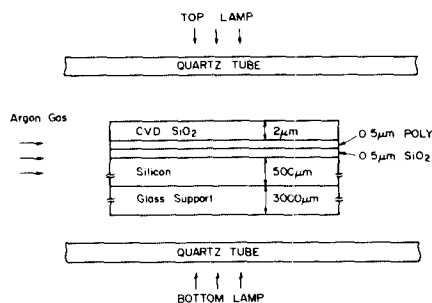 TOP LAMP
QUARTZ TUBE
Argon Gas
CVD SiO₂ 2μm
0.5μm POLY
0.5μm SiO₂
Silicon 500μm
Glass Support 3000μm
QUARTZ TUBE
BOTTOM LAMP